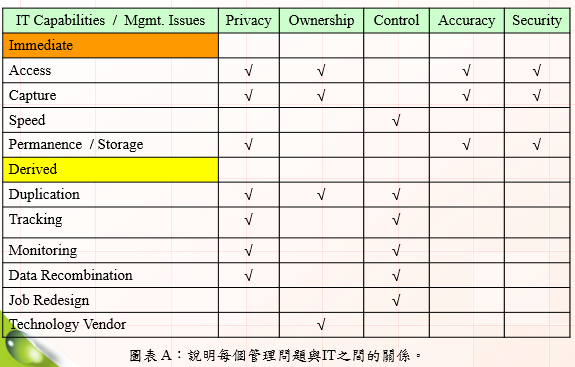 IT Capabilities / Mgmt. Issues Privacy Ownership Control Accuracy Security
Immediate
Access √ √ √ √
Capture √ √ √ √
Speed √
Permanence / Storage √ √ √
Derived
Duplication √ √ √
Tracking √ √
Monitoring √ √
Data Recombination √ √
Job Redesign √
Technology Vendor √
圖表 A：說明每個管理問題與IT之間的關係。